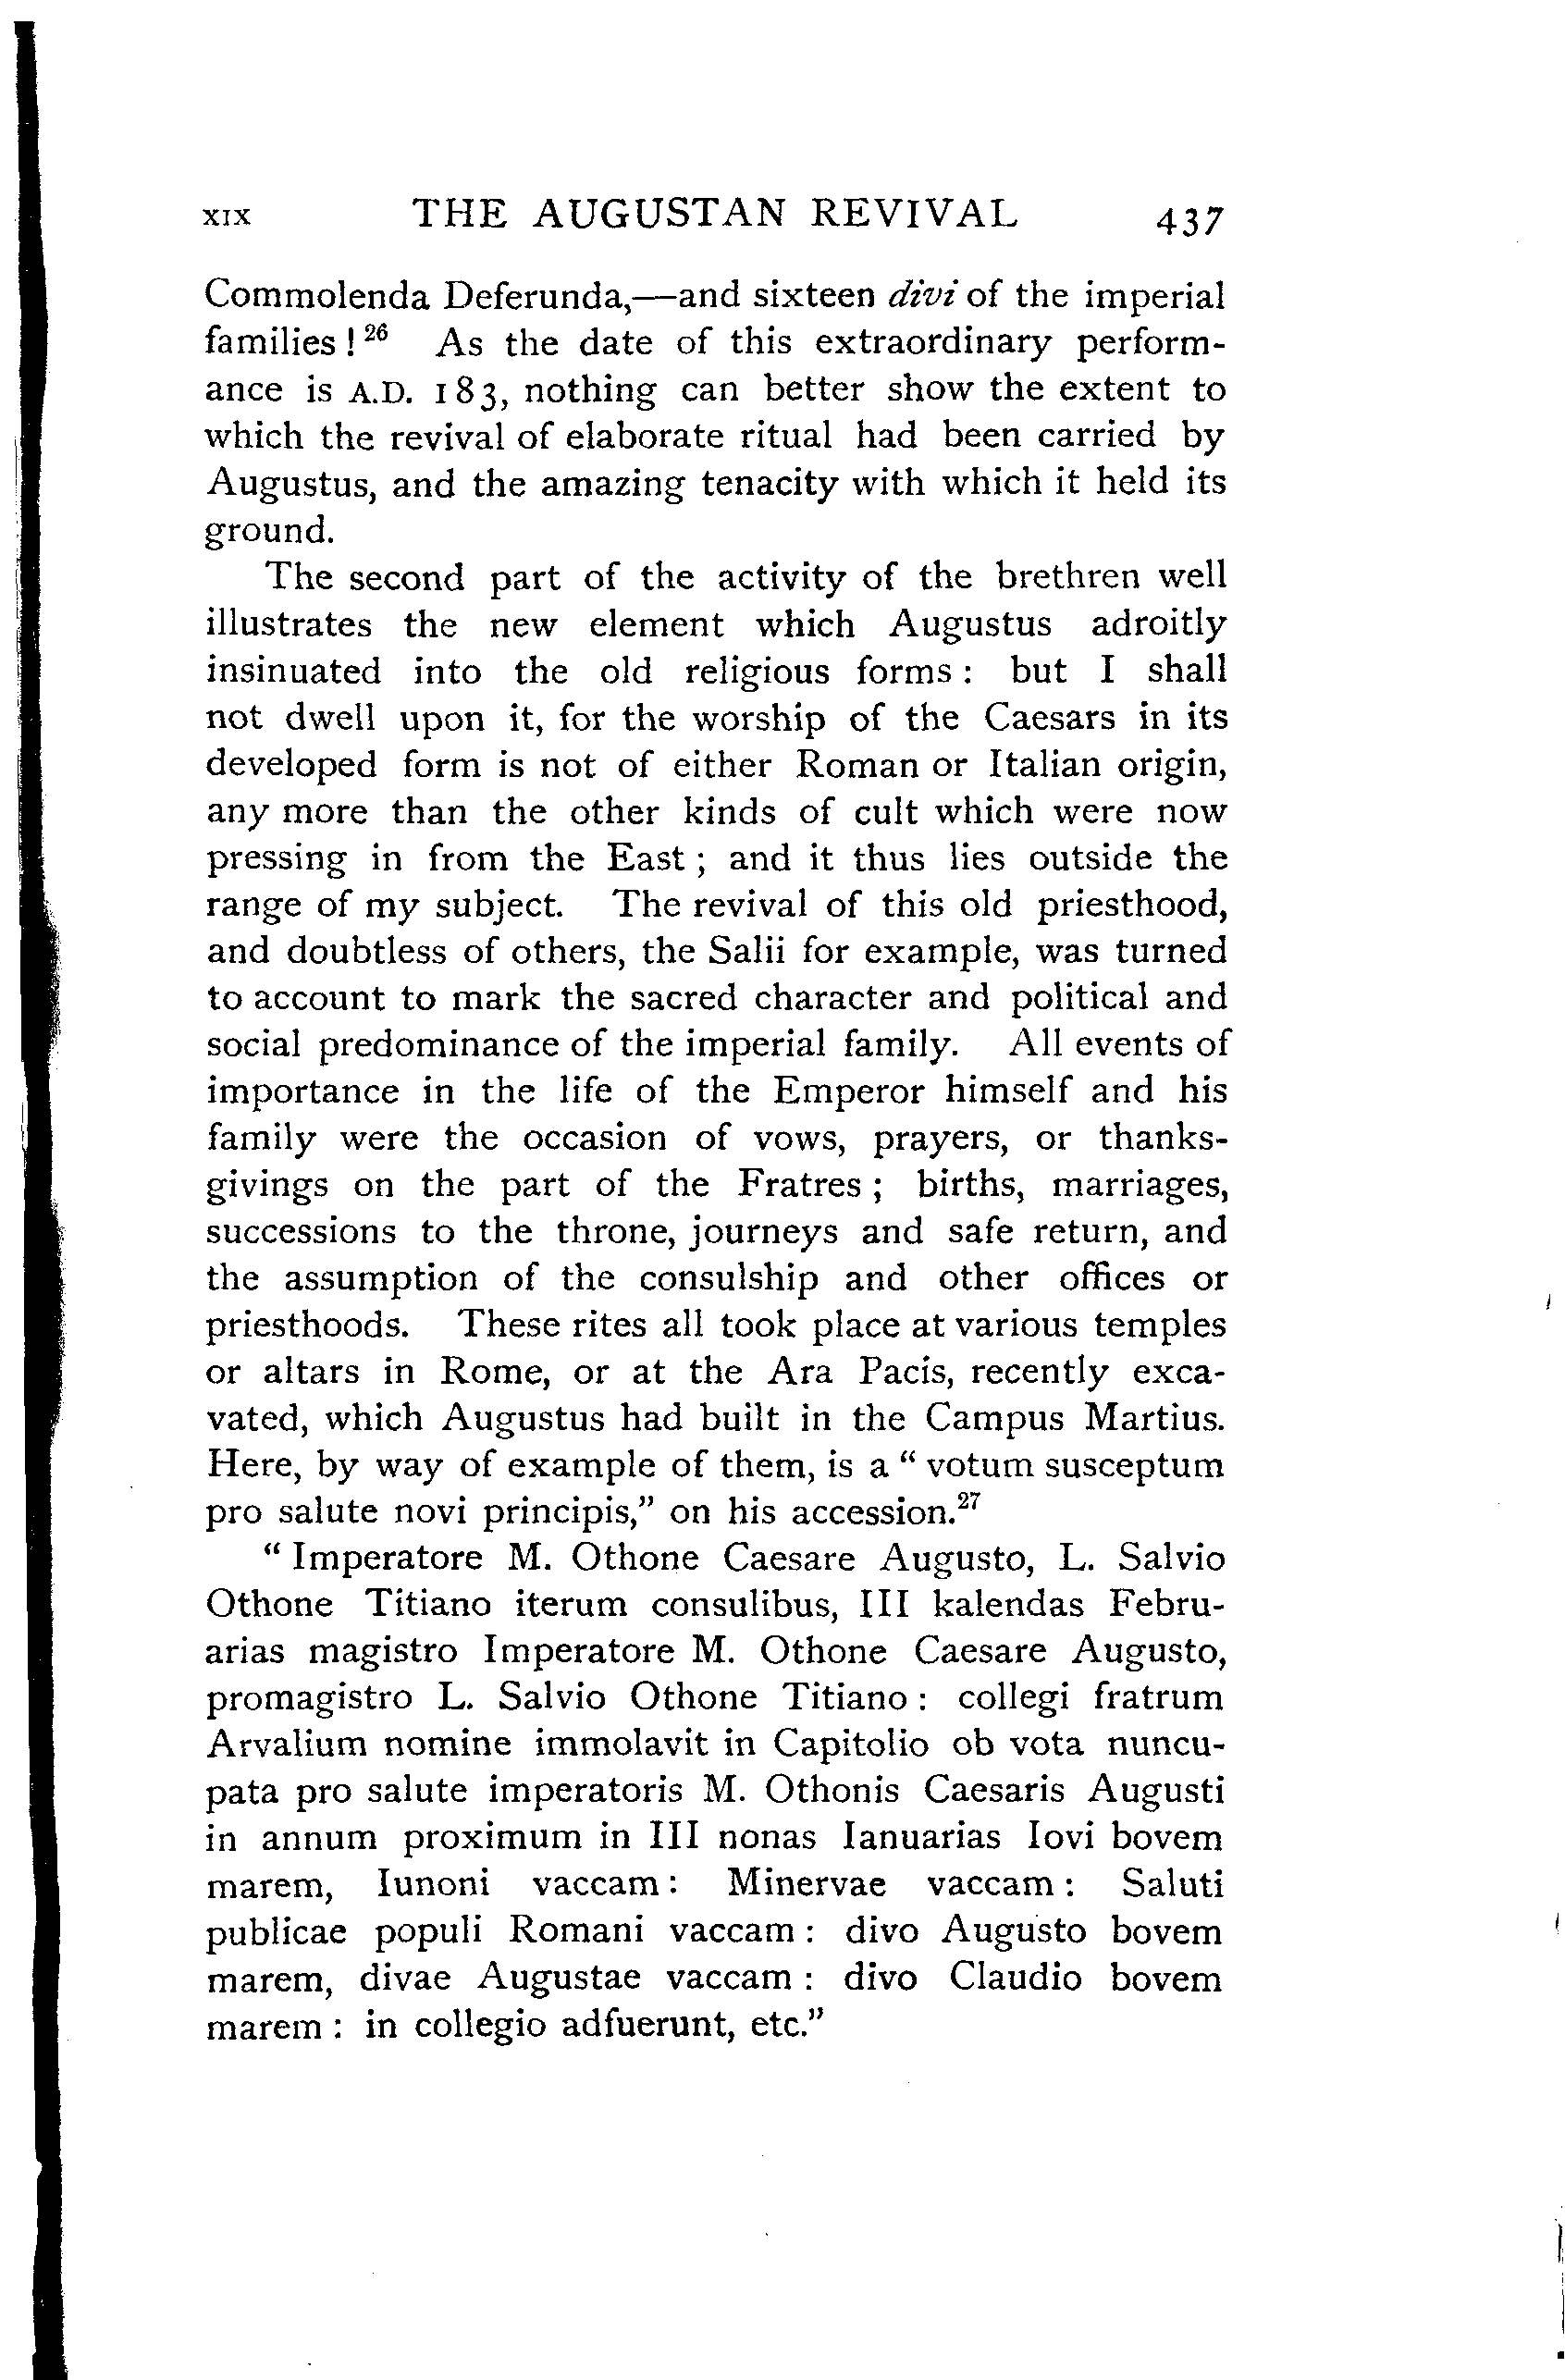 xix THE AUGUSTAN REVIVAL 437
Commolenda Deferunda,—and sixteen divi of the imperial
families ! 26 As the date of this extraordinary perform-
ance is A.D. 183, nothing can better show the extent to
which the revival of elaborate ritual had been carried by
Augustus, and the amazing tenacity with which it held its
ground.
The second part of the activity of the brethren well
illustrates the new element which Augustus adroitly
insinuated into the old religious forms : but I shall
not dwell upon it, for the worship of the Caesars in its
developed form is not of either Roman or Italian origin,
any more than the other kinds of cult which were now
pressing in from the East ; and it thus lies outside the
range of my subject. The revival of this old priesthood,
and doubtless of others, the Salii for example, was turned
to account to mark the sacred character and political and
social predominance of the imperial family. All events of
importance in the life of the Emperor himself and his
family were the occasion of vows, prayers, or thanks-
givings on the part of the Fratres ; births, marriages,
successions to the throne, journeys and safe return, and
the assumption of the consulship and other offices or
priesthoods. These rites all took place at various temples
or altars in Rome, or at the Ara Pacis, recently exca-
vated, which Augustus had built in the Campus Martius.
Here, by way of example of them, is a “ votum susceptum
pro salute novi principis,” on his accession.27
“ Imperatore M. Othone Caesare Augusto, L. Salvio
Othone Titiano iterum consulibus, III kalendas Febru-
arias magistro Imperatore M. Othone Caesare Augusto,
promagistro L. Salvio Othone Titiano : collegi fratrum
Arvalium nomine immolavit in Capitolio ob vota nuncu-
pata pro salute imperatoris M. Othonis Caesaris Augusti
in annum proximum in III nonas Ianuarias Iovi bovem
marem, Iunoni vaccam : Minervae vaccam : Saluti
publicae populi Romani vaccam : divo Augusto bovem
marem, divae Augustae vaccam : divo Claudio bovem
marem : in collegio adfuerunt, etc.”